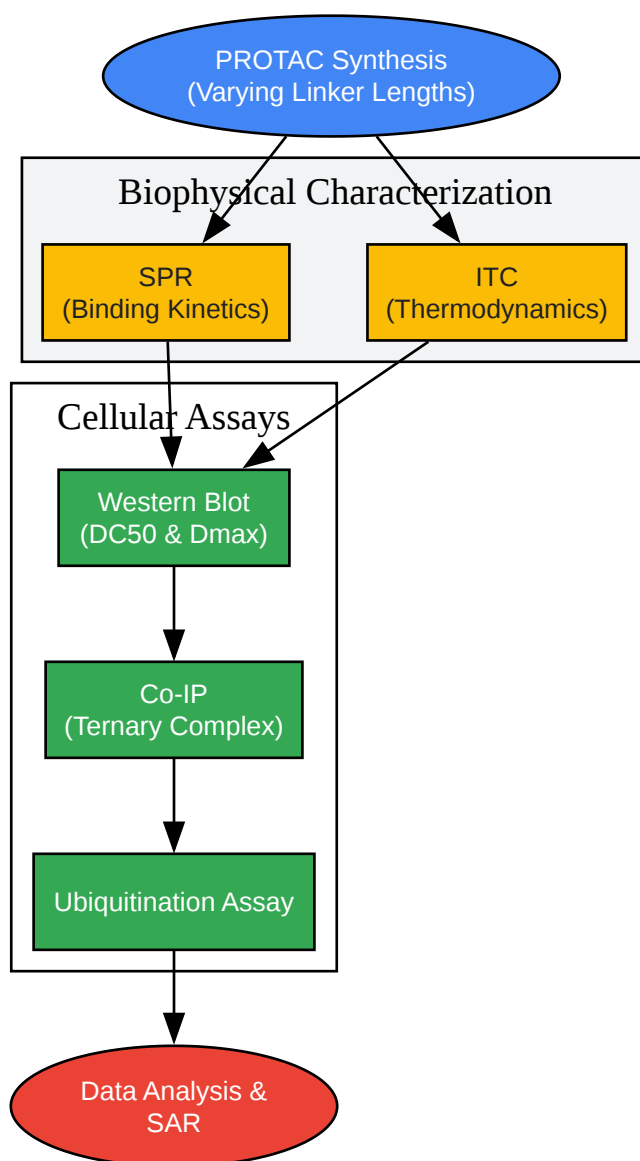 PROTAC Synthesis
(Varying Linker Lengths)
Biophysical Characterization
SPR
(Binding Kinetics)
ITC
(Thermodynamics)
Cellular Assays
Western Blot
(DC50 & Dmax)
Co-IP
(Ternary Complex)
Ubiquitination Assay
Data Analysis &
SAR